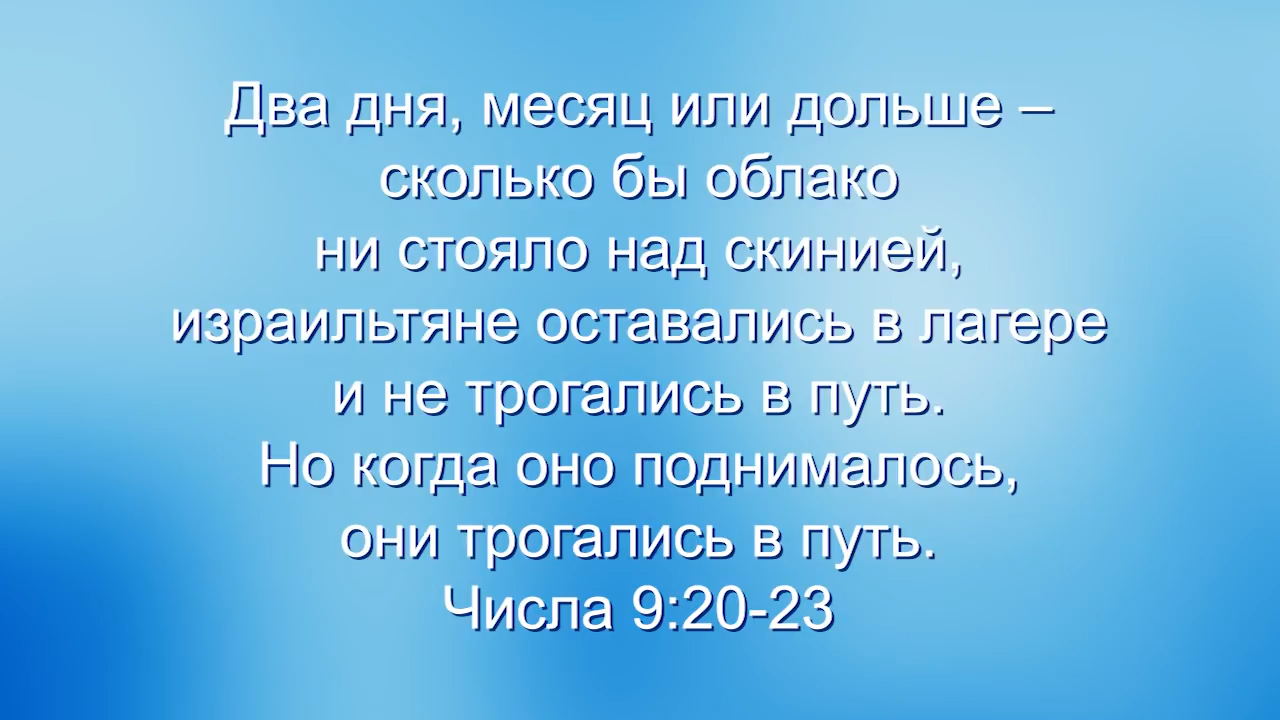 Два дня, месяц или дольше –
сколько бы облако
ни стояло над скинией,
израильтяне оставались в лагере
и не трогались в путь.
Но когда оно поднималось,
они трогались в путь.
Числа 9:20-23